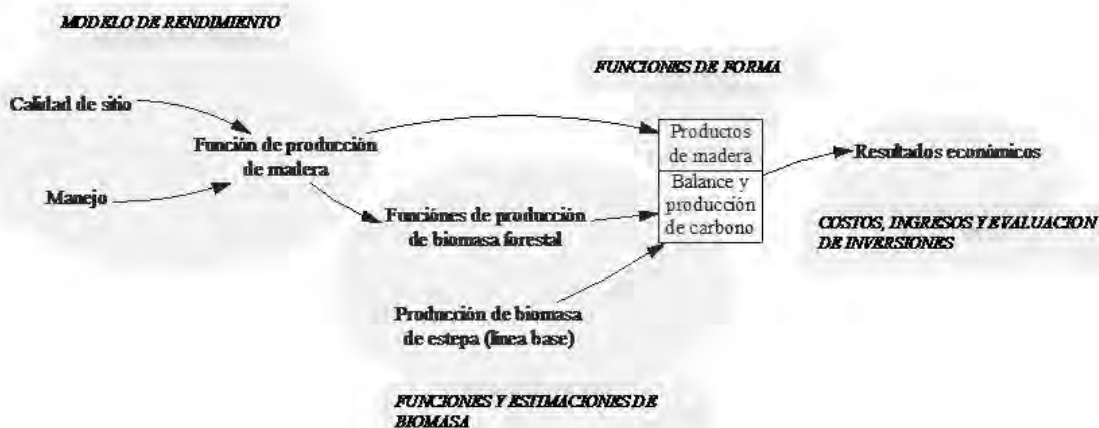 MODELO DE RENDIMIENTO
FUNCIONES DE FORMA
Calidad de sitio
Función de producción
de madera
Manejo
Productos
de madera
Balance y
producción
de carbono
Resultados económicos
Funciónes de producción
de biomasa forestal
COSTOS, INGRESOS Y EVALUACION
DE INVERSIONES
Producción de biomasa
de estepa (línea base)
FUNCIONES Y ESTIMACIONES DE
BIOMASA